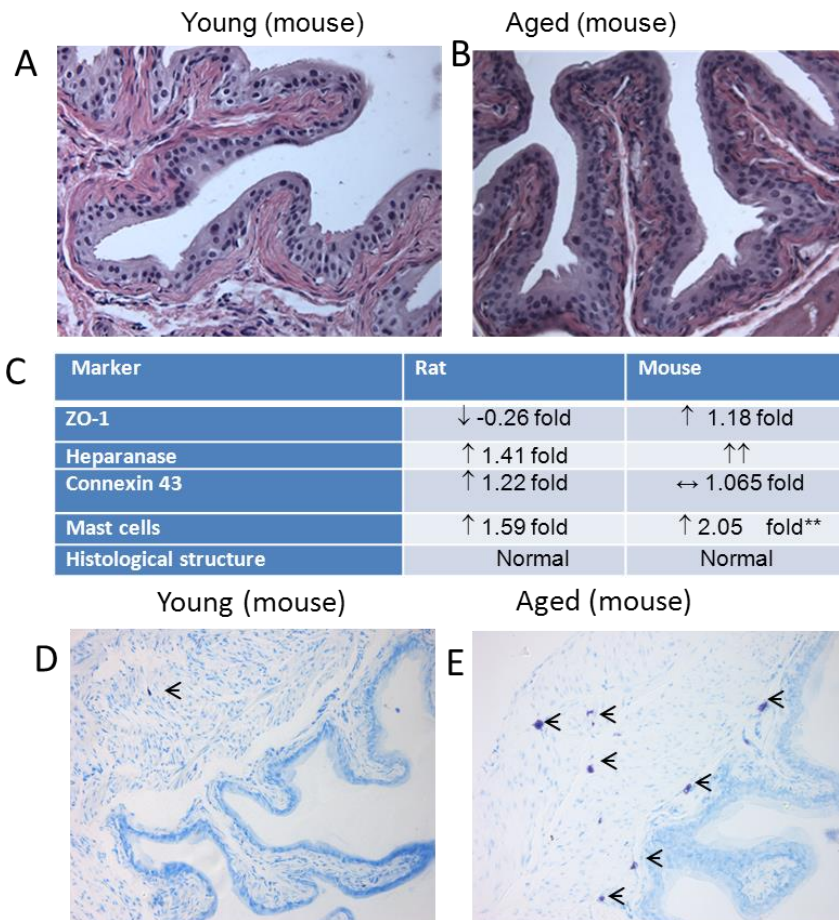 Young (mouse) Aged (mouse)
A B
C
Marker Rat Mouse
ZO-1 ↓ -0.26 fold ↑ 1.18 fold
Heparanase ↑ 1.41 fold ↑↑
Connexin 43 ↑ 1.22 fold ↔ 1.065 fold
Mast cells ↑ 1.59 fold ↑ 2.05 fold**
Histological structure Normal Normal
Young (mouse) Aged (mouse)
D E